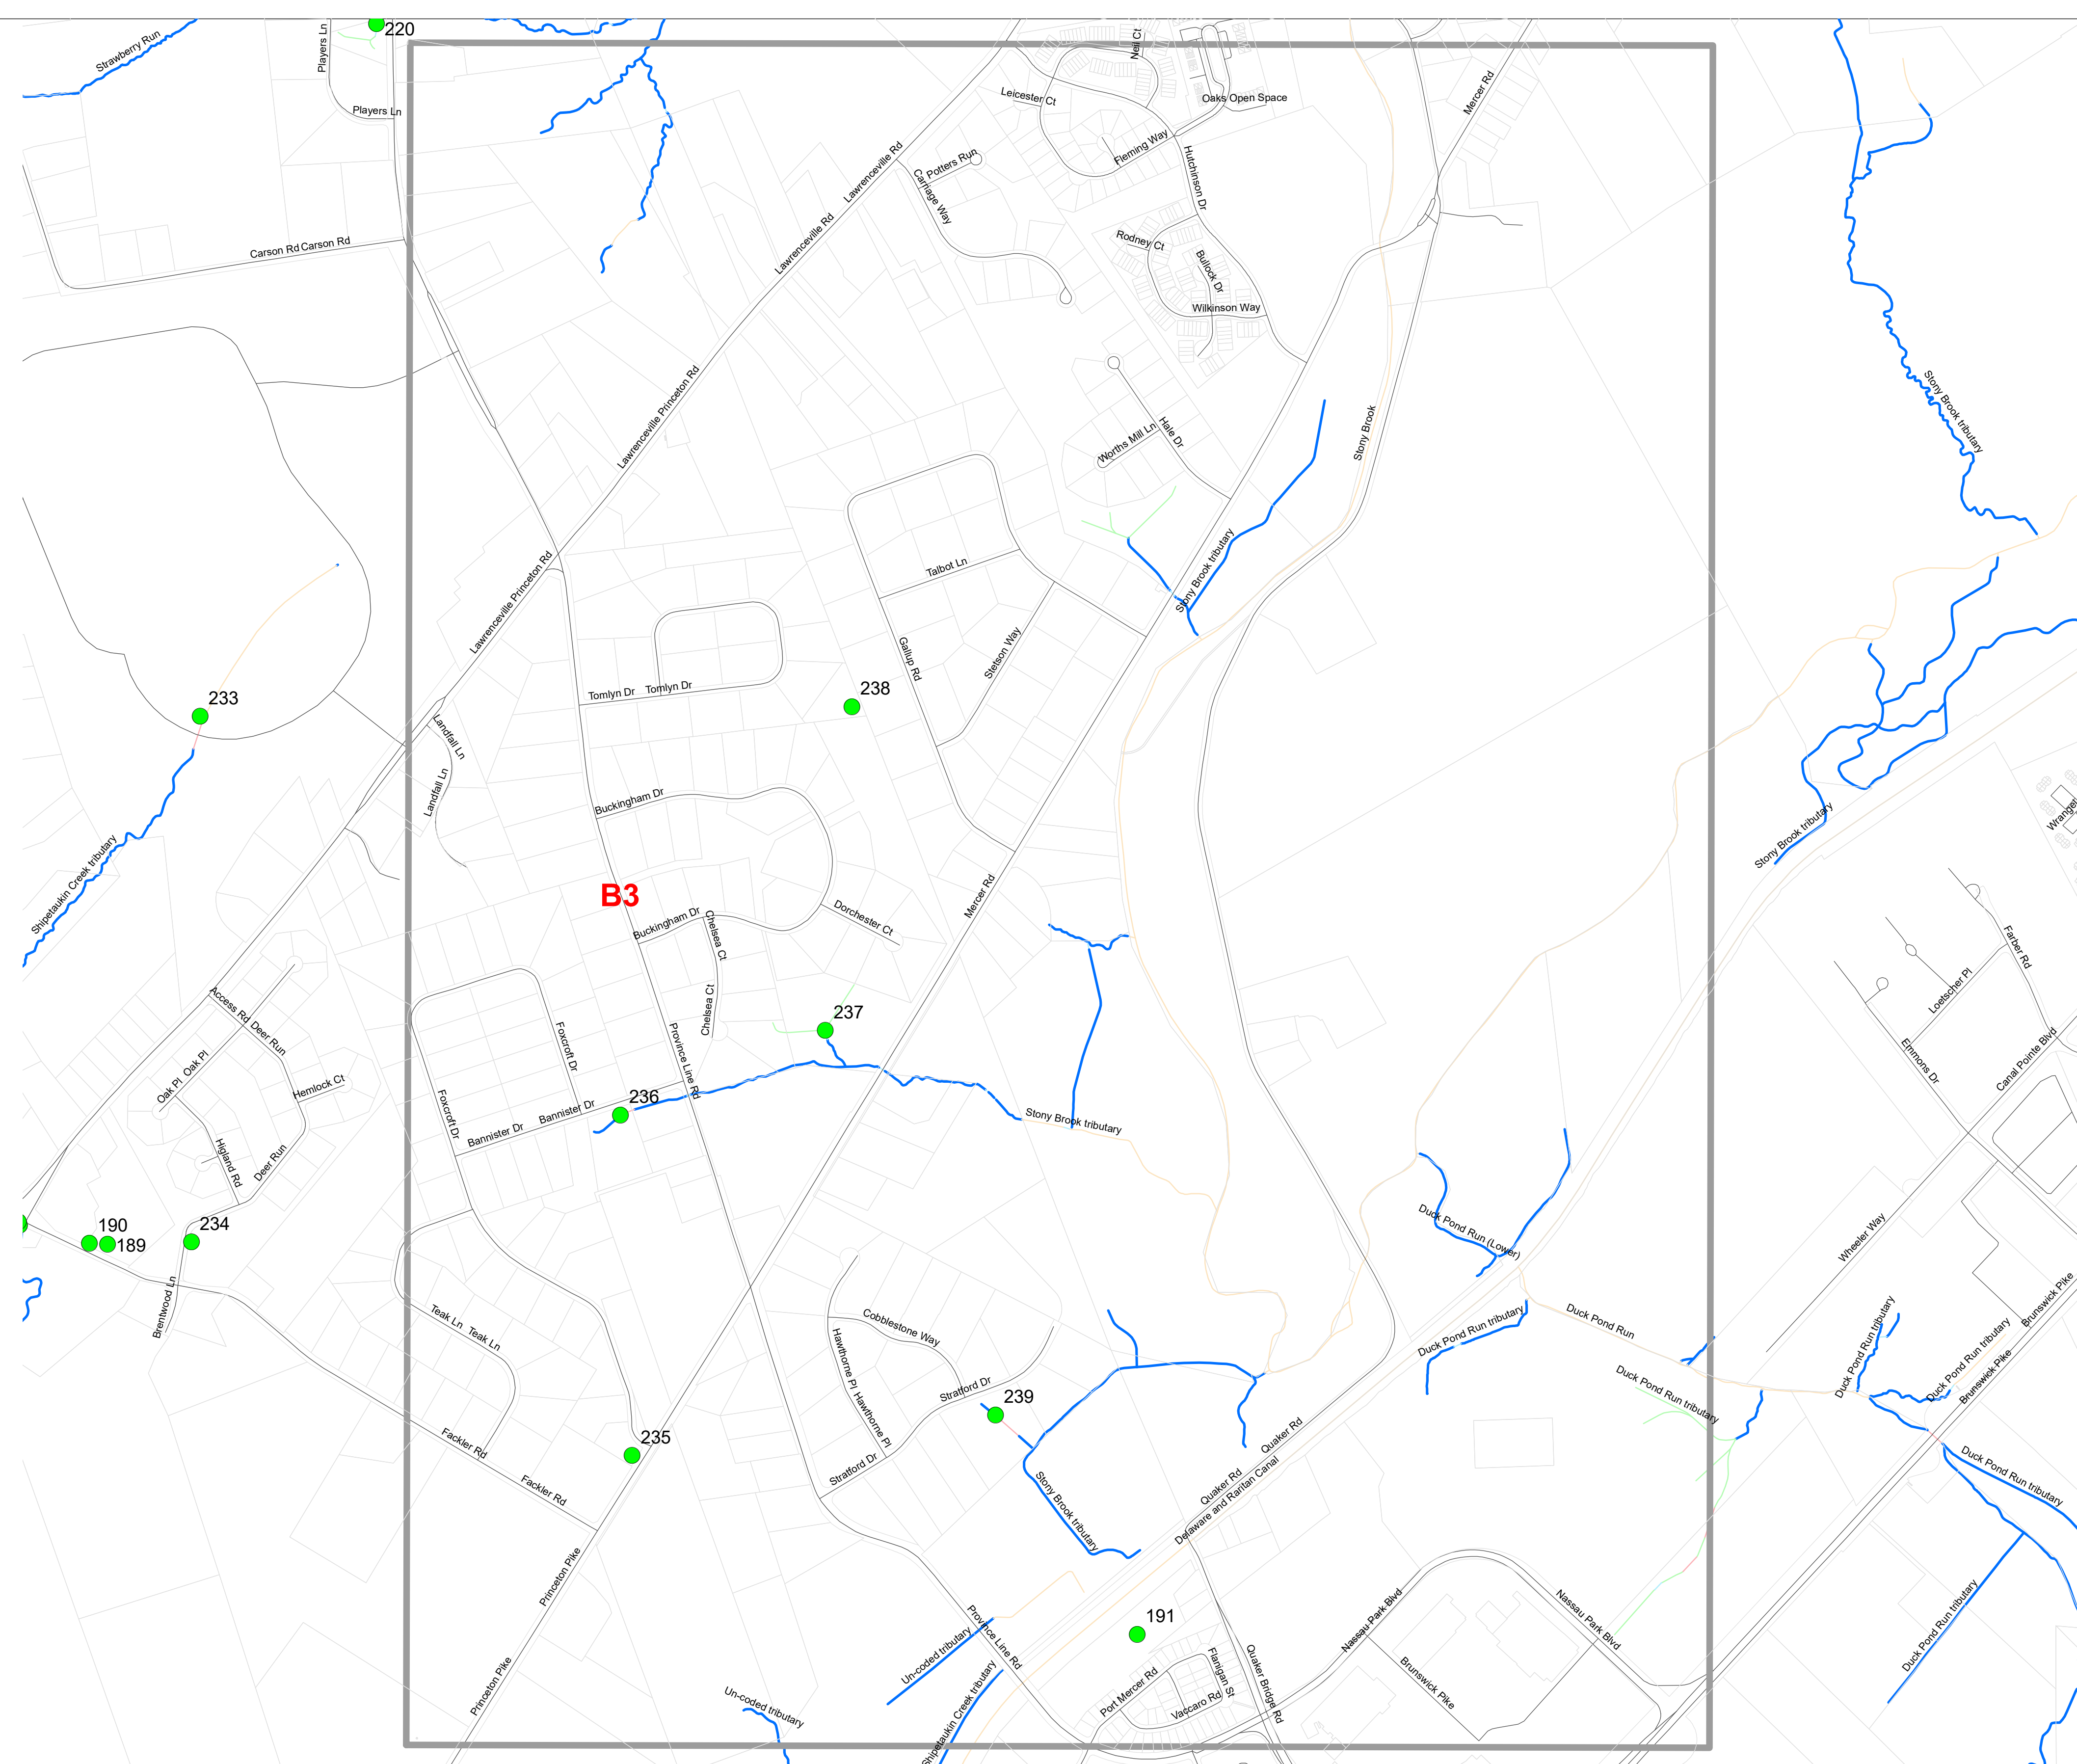 220
Strawberry Run
Players Ln
Players Ln
Neil Ct
Leicester Ct
Oaks Open Space
Mercer Rd
Fleming Way
Lawrenceville Rd
Potters Run
Carriage Way
Hutchinson Dr
Lawrenceville Rd
Carson Rd Carson Rd
Rodney Ct
Bullock Dr
Wilkinson Way
Lawrenceville Princeton Rd
Stony Brook tributary
Hale Dr
Worths Mill Ln
Stony Brook
Lawrenceville Princeton Rd
Talbot Ln
Stony Brook tributary
Gallup Rd
Stetson Way
233
Tomlyn Dr Tomlyn Dr
238
Landfall Ln
Landfall Ln
Buckingham Dr
Stony Brook tributary
Shipetaukin Creek tributary
B3
Mercer Rd
Buckingham Dr
Chelsea Ct
Dorchester Ct
Farber Rd
Loetscher Pl
Access Rd
Deer Run
Chelsea Ct
237
Province Line Rd
Foxcroft Dr
Emmons Dr
Canal Pointe Blvd
Oak Pl Oak Pl
Hemlock Ct
Foxcroft Dr
236
Bannister Dr
Bannister Dr
Stony Brook tributary
Higland Rd
Deer Run
190
189
234
Duck Pond Run (Lower)
Wheeler Way
Brentwood Ln
Teak Ln Teak Ln
Cobblestone Way
Hawthorne Pl Hawthorne Pl
Stratford Dr
239
Duck Pond Run tributary
Duck Pond Run
Duck Pond Run tributary
Duck Pond Run tributary
Duck Pond Run tributary
Brunswick Pike
Brunswick Pike
235
Fackler Rd
Fackler Rd
Stratford Dr
Stony Brook tributary
Quaker Rd
Quaker Rd
Delaware and Raritan Canal
Duck Pond Run tributary
Princeton Pike
Province Line Rd
191
Nassau Park Blvd
Nassau Park Blvd
Duck Pond Run tributary
Un-coded tributary
Princeton Pike
Un-coded tributary
Shipetaukin Creek tributary
Port Mercer Rd
Flanigan St
Vaccaro Rd
Quaker Bridge Rd
Brunswick Pike